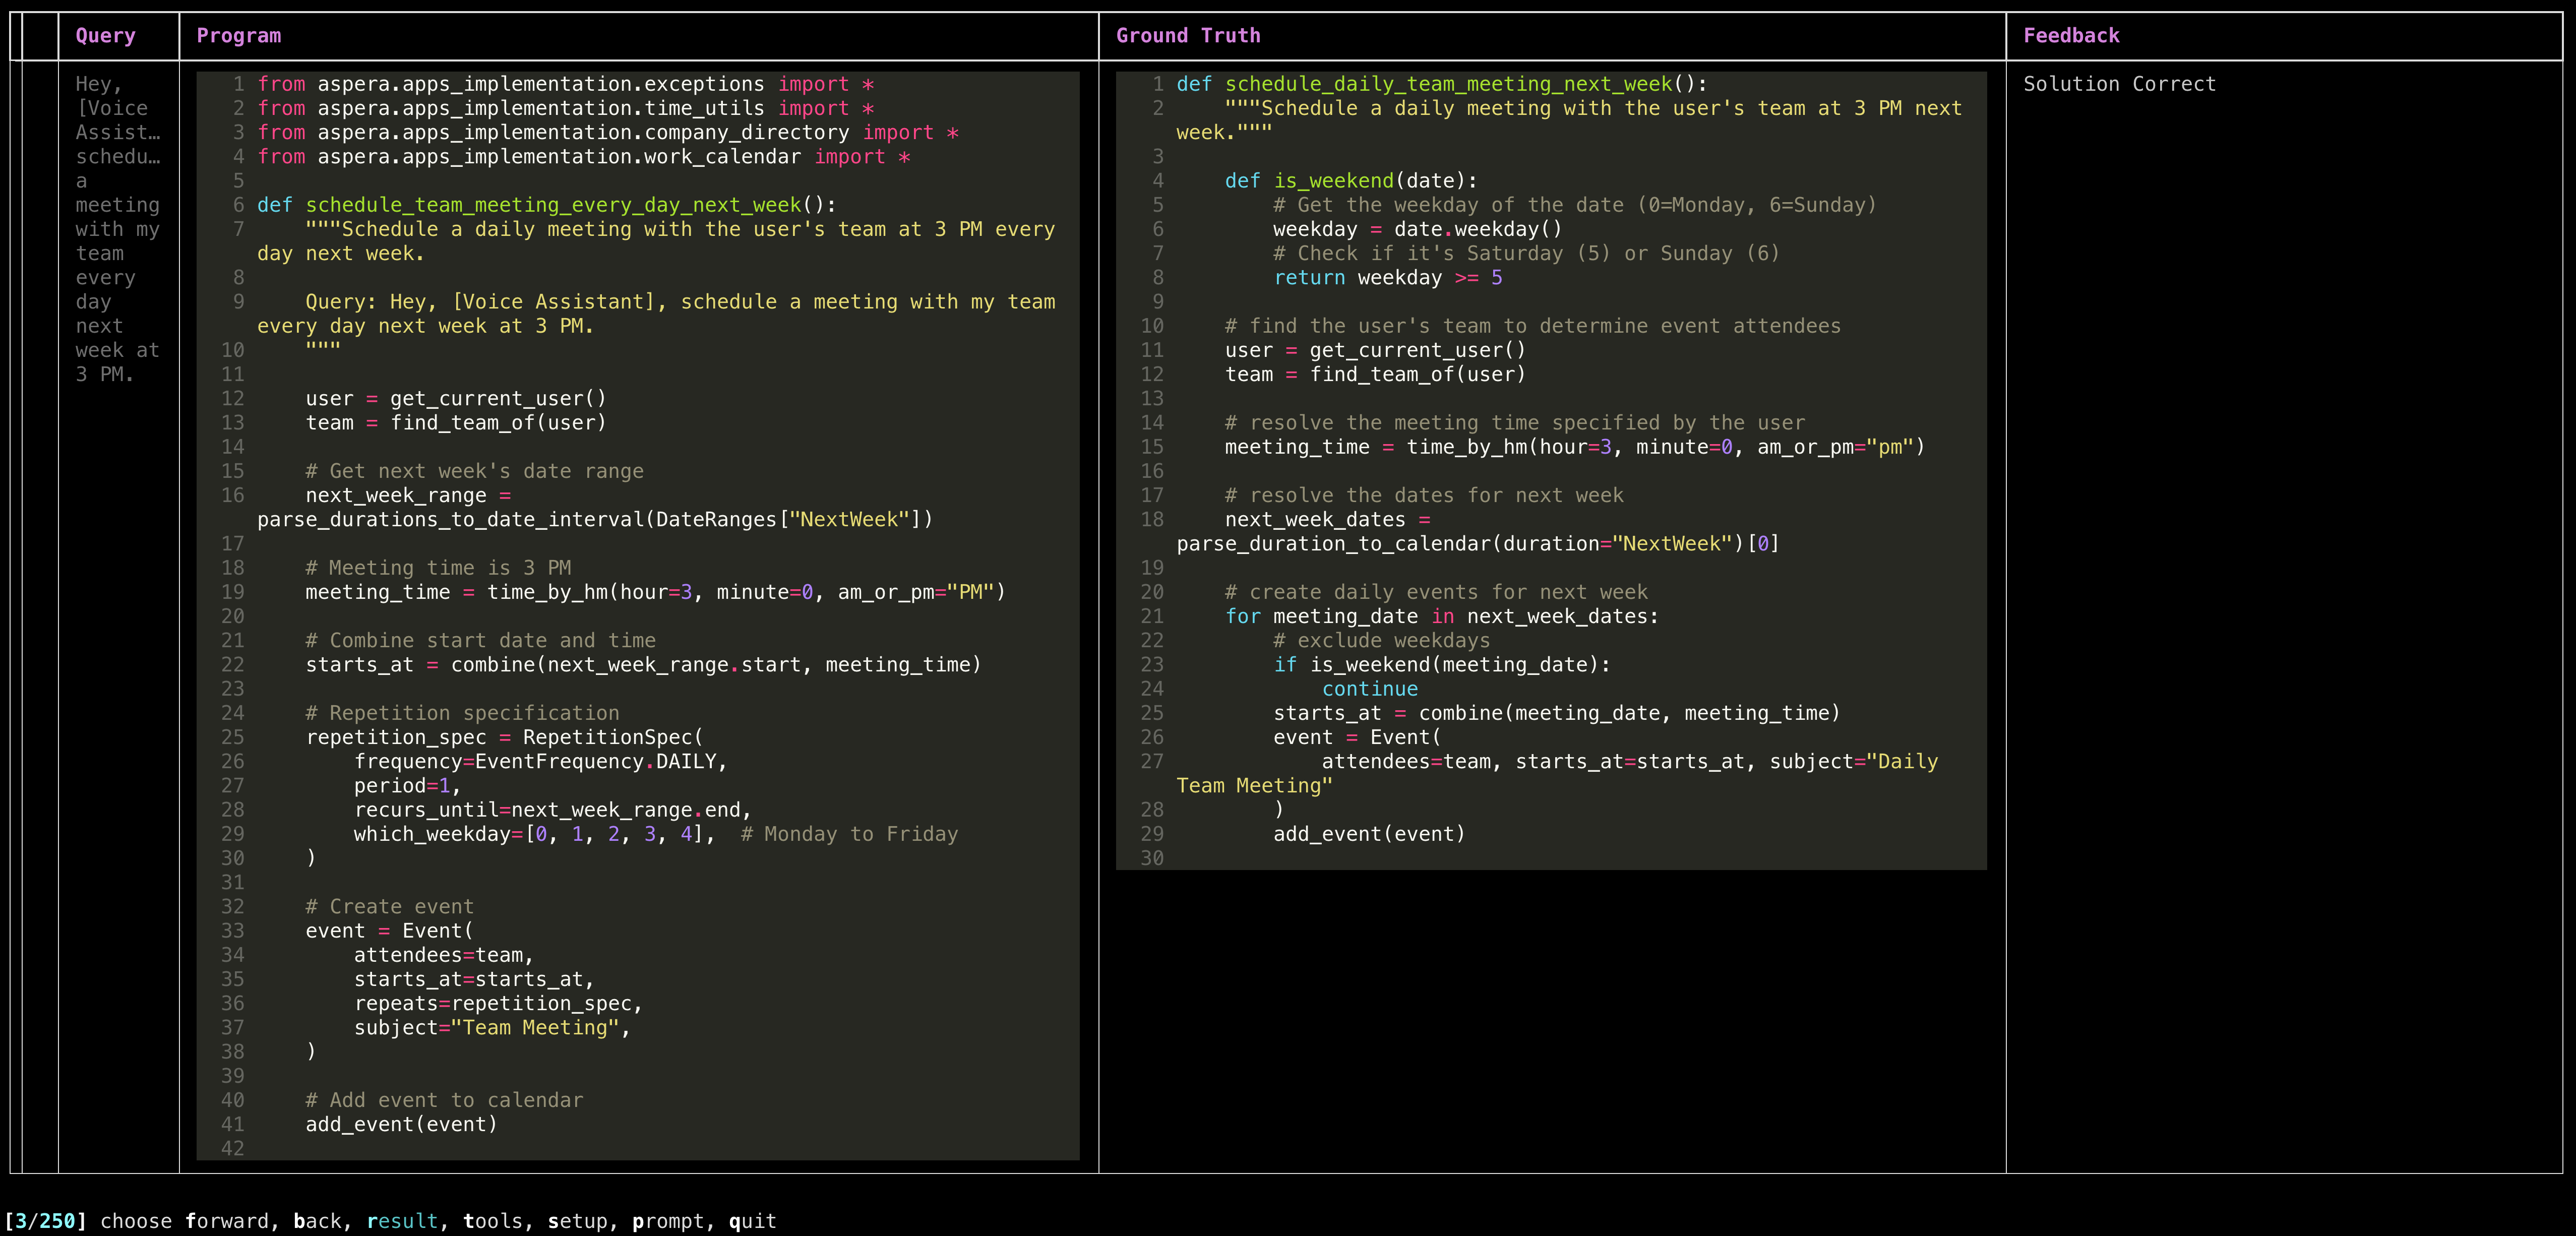 Query
Program
Ground Truth
Feedback
Hey,
[Voice
Assist…
schedu…
a
meeting
with my
team
every
day
next
week at
3 PM.
1 from aspera.apps_implementation.exceptions import *
2 from aspera.apps_implementation.time_utils import *
3 from aspera.apps_implementation.company_directory import *
4 from aspera.apps_implementation.work_calendar import *
5
6 def schedule_team_meeting_every_day_next_week():
7     """Schedule a daily meeting with the user's team at 3 PM every
day next week.
8
9     Query: Hey, [Voice Assistant], schedule a meeting with my team
every day next week at 3 PM.
10     """
11
12     user = get_current_user()
13     team = find_team_of(user)
14
15     # Get next week's date range
16     next_week_range =
parse_durations_to_date_interval(DateRanges["NextWeek"])
17
18     # Meeting time is 3 PM
19     meeting_time = time_by_hm(hour=3, minute=0, am_or_pm="PM")
20
21     # Combine start date and time
22     starts_at = combine(next_week_range.start, meeting_time)
23
24     # Repetition specification
25     repetition_spec = RepetitionSpec(
26         frequency=EventFrequency.DAILY,
27         period=1,
28         recurs_until=next_week_range.end,
29         which_weekday=[0, 1, 2, 3, 4],  # Monday to Friday
30     )
31
32     # Create event
33     event = Event(
34         attendees=team,
35         starts_at=starts_at,
36         repeats=repetition_spec,
37         subject="Team Meeting",
38     )
39
40     # Add event to calendar
41     add_event(event)
42
1 def schedule_daily_team_meeting_next_week():
2     """Schedule a daily meeting with the user's team at 3 PM next
week."""
3
4     def is_weekend(date):
5         # Get the weekday of the date (0=Monday, 6=Sunday)
6         weekday = date.weekday()
7         # Check if it's Saturday (5) or Sunday (6)
8         return weekday >= 5
9
10     # find the user's team to determine event attendees
11     user = get_current_user()
12     team = find_team_of(user)
13
14     # resolve the meeting time specified by the user
15     meeting_time = time_by_hm(hour=3, minute=0, am_or_pm="pm")
16
17     # resolve the dates for next week
18     next_week_dates =
parse_duration_to_calendar(duration="NextWeek")[0]
19
20     # create daily events for next week
21     for meeting_date in next_week_dates:
22         # exclude weekdays
23         if is_weekend(meeting_date):
24             continue
25         starts_at = combine(meeting_date, meeting_time)
26         event = Event(
27             attendees=team, starts_at=starts_at, subject="Daily
Team Meeting"
28         )
29         add_event(event)
30
Solution Correct
[3/250] choose forward, back, result, tools, setup, prompt, quit